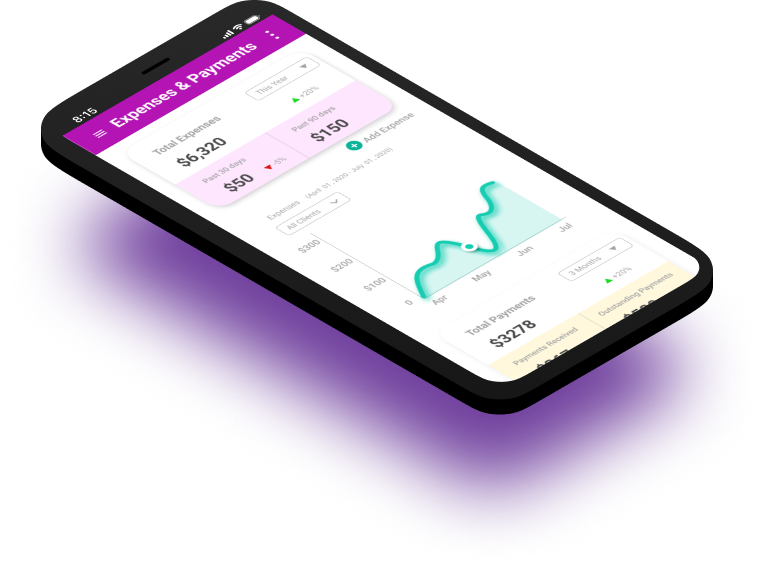 8:15
Expenses & Payments
Total Expenses
This Year
$6,320
+20%
Past 30 days
Past 90 days
$50
-5%
$150
Add Expense
Expenses (April 01, 2020 - July 01, 2020)
All Clients
$300
$200
$100
0
Apr
May
Jun
Jul
Total Payments
3 Months
$3278
+20%
Payments Received
Outstanding Payments